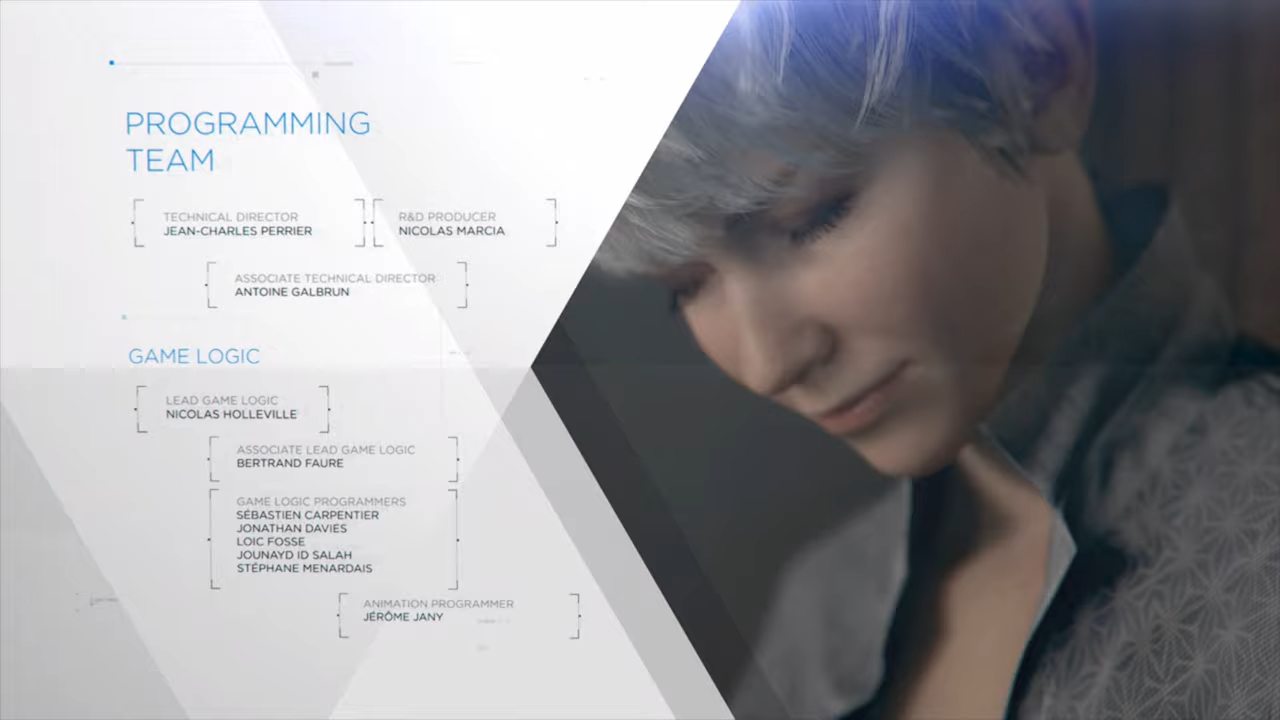 PROGRAMMING
TEAM
TECHNICAL DIRECTOR
JEAN-CHARLES PERRIER
R&D PRODUCER
NICOLAS MARCIA
ASSOCIATE TECHNICAL DIRECTOR
ANTOINE GALBRUN
GAME LOGIC
LEAD GAME LOGIC
NICOLAS HOLLEVILLE
ASSOCIATE LEAD GAME LOGIC
BERTRAND FAURE
GAME LOGIC PROGRAMMERS
SÉBASTIEN CARPENTIER
JONATHAN DAVIES
LOIC FOSSE
JOUNAYD ID SALAH
STÉPHANE MENARDAIS
ANIMATION PROGRAMMER
JÉRÔME JANY